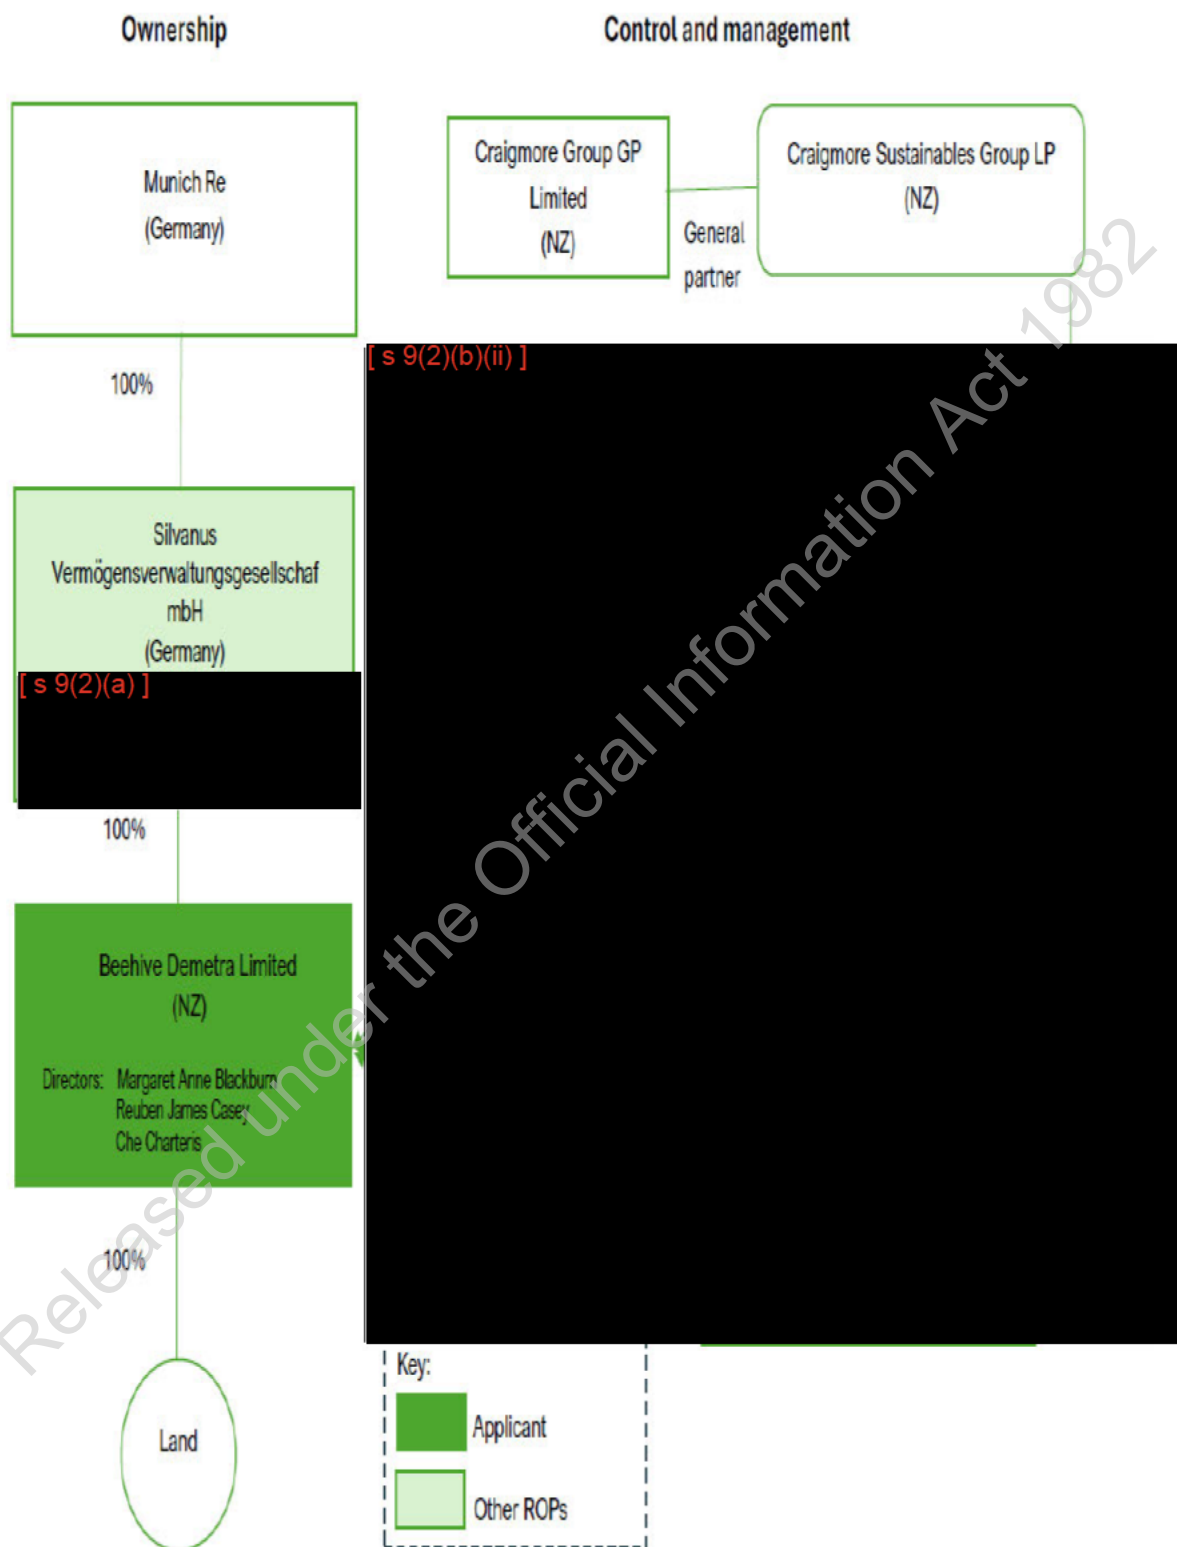 Ownership
Control and management
Munich Re
(Germany)
Craigmore Group GP
Limited
(NZ)
General
partner
Craigmore Sustainables Group LP
(NZ)
100%
[ s 9(2)(b)(ii) ]
Silvanus
Vermögensverwaltungsgesellschaf
mbH
(Germany)
[ s 9(2)(a) ]
100%
Beehive Demetra Limited
(NZ)
Directors: Margaret Anne Blackburn
Reuben James Casey
Che Charteris
100%
Land
Key:
Applicant
Other ROPs
Released under the Official Information Act 1982